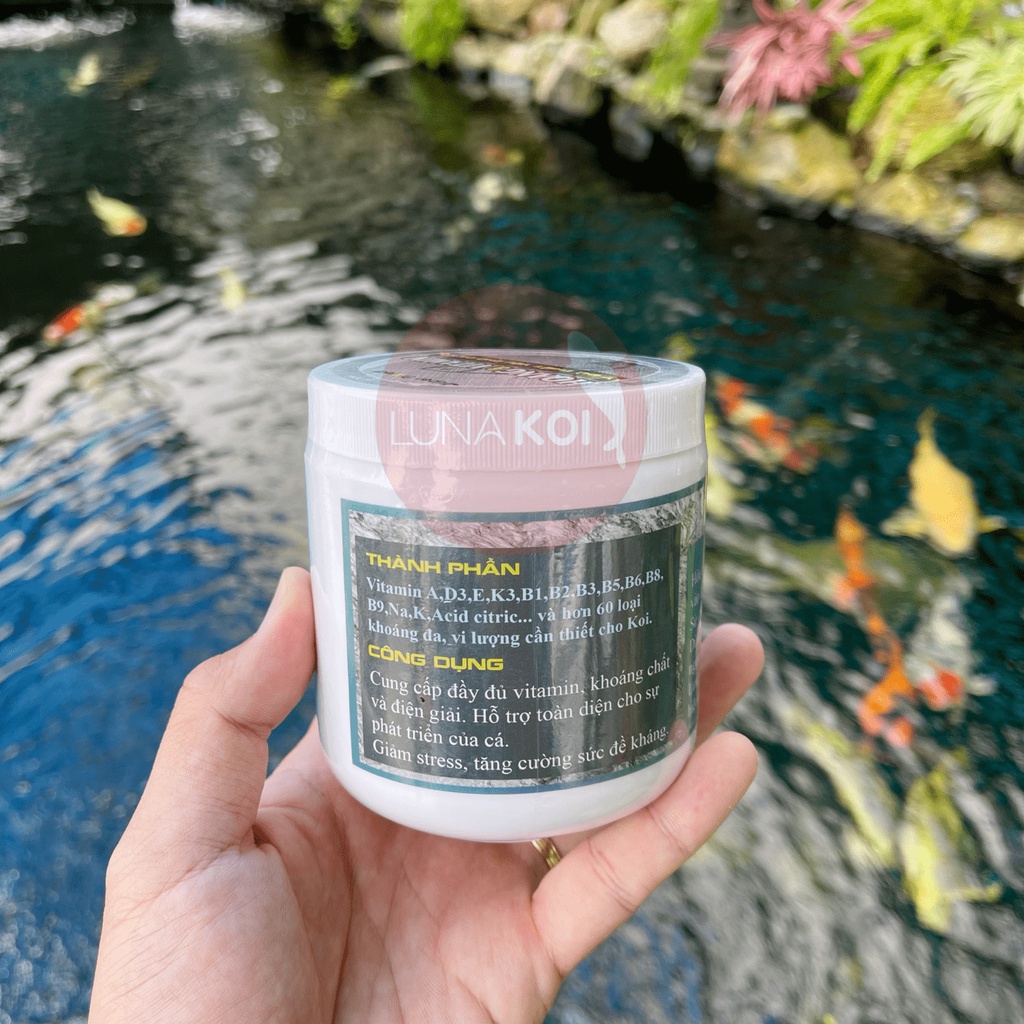 LUNA KOI
THÀNH PHẦN
Vitamin A,D3,E,K3,B1,B2,B3,B5,B6,B8,
B9,Na,K,Acid citric... và hơn 60 loại
khoáng đa, vi lượng cần thiết cho Koi.
CÔNG DỤNG
Cung cấp đầy đủ vitamin, khoáng chất
và điện giải. Hỗ trợ toàn diện cho sự
phát triển của cá.
Giảm stress, tăng cường sức đề kháng.